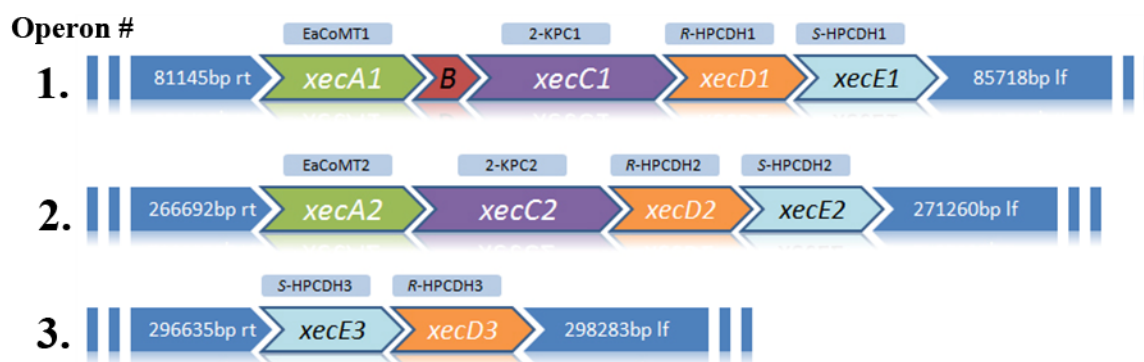 Operon #
EaCoMT1 2-KPC1 R-HPCDH1 S-HPCDH1
1. 81145bp rt xecA1 B xecC1 xecD1 xecE1 85718bp lf
EaCoMT2 2-KPC2 R-HPCDH2 S-HPCDH2
2. 266692bp rt xecA2 xecC2 xecD2 xecE2 271260bp lf
S-HPCDH3 R-HPCDH3
3. 296635bp rt xecE3 xecD3 298283bp lf